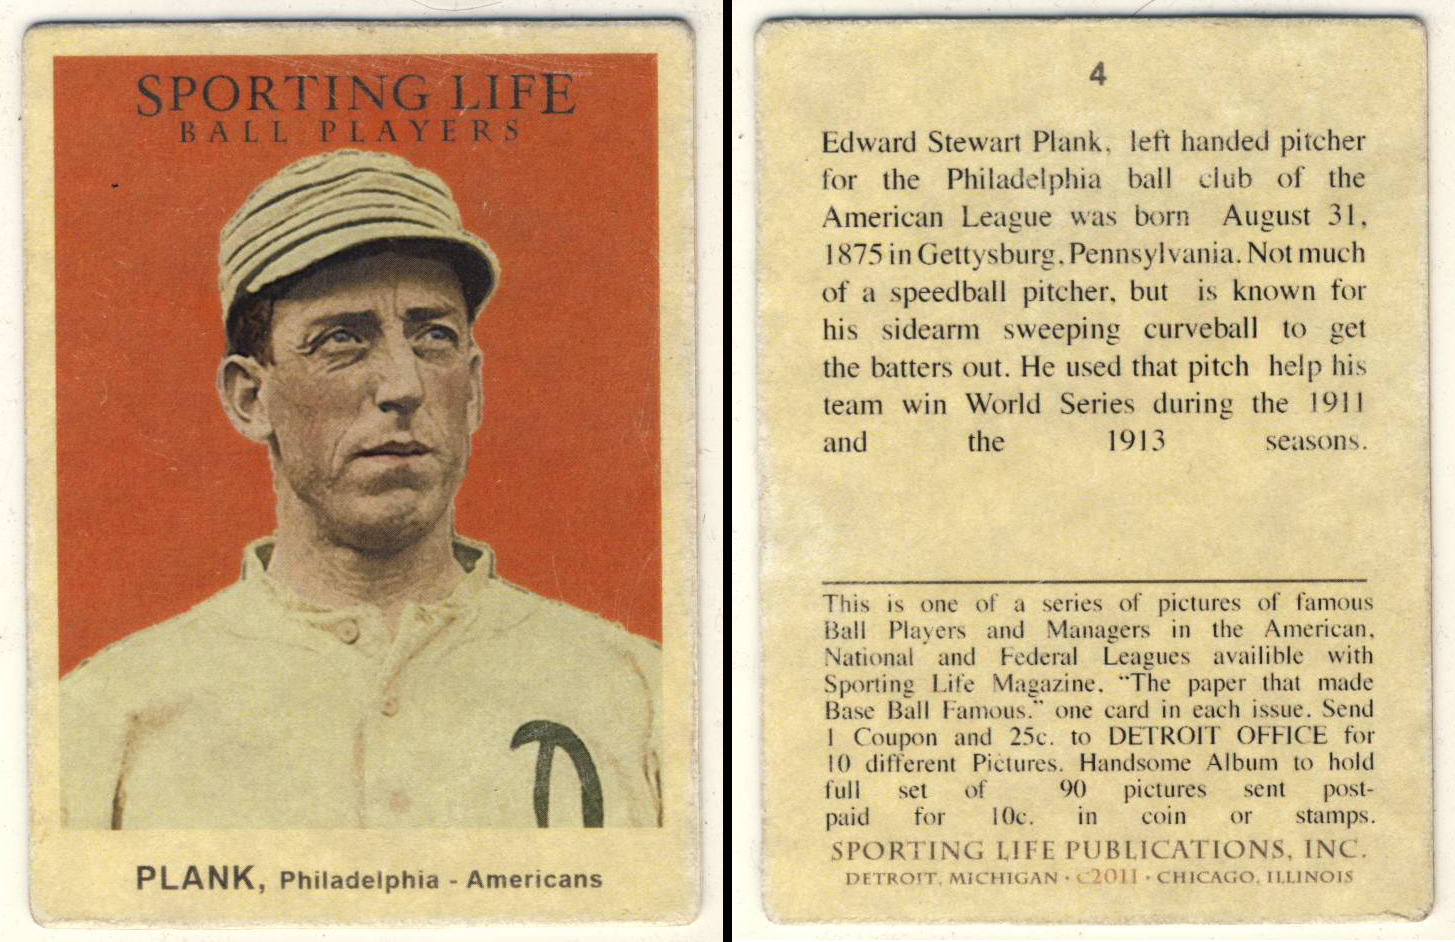 SPORTING LIFE
BALL PLAYERS
PLANK, Philadelphia - Americans
4
Edward Stewart Plank, left handed pitcher
for the Philadelphia ball club of the
American League was born August 31,
1875 in Gettysburg, Pennsylvania. Not much
of a speedball pitcher, but is known for
his sidearm sweeping curveball to get
the batters out. He used that pitch help his
team win World Series during the 1911
and the 1913 seasons.
This is one of a series of pictures of famous
Ball Players and Managers in the American,
National and Federal Leagues availible with
Sporting Life Magazine, "The paper that made
Base Ball Famous." one card in each issue. Send
1 Coupon and 25c. to DETROIT OFFICE for
10 different Pictures. Handsome Album to hold
full set of 90 pictures sent post-
paid for 10c. in coin or stamps.
SPORTING LIFE PUBLICATIONS, INC.
DETROIT, MICHIGAN · c2011 · CHICAGO, ILLINOIS